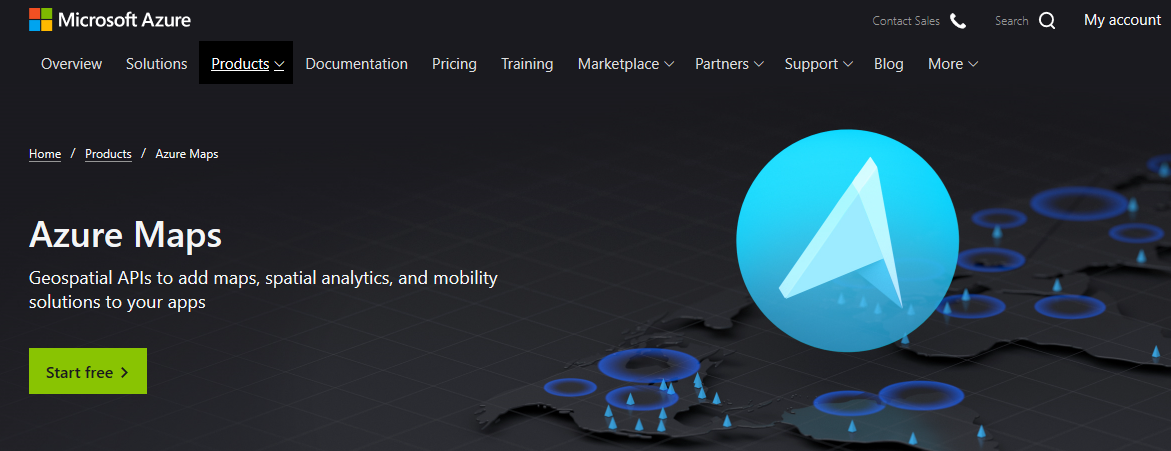 Microsoft Azure
Contact Sales
Search
My account
Overview
Solutions
Products
Documentation
Pricing
Training
Marketplace
Partners
Support
Blog
More
Home / Products / Azure Maps
Azure Maps
Geospatial APIs to add maps, spatial analytics, and mobility
solutions to your apps
Start free